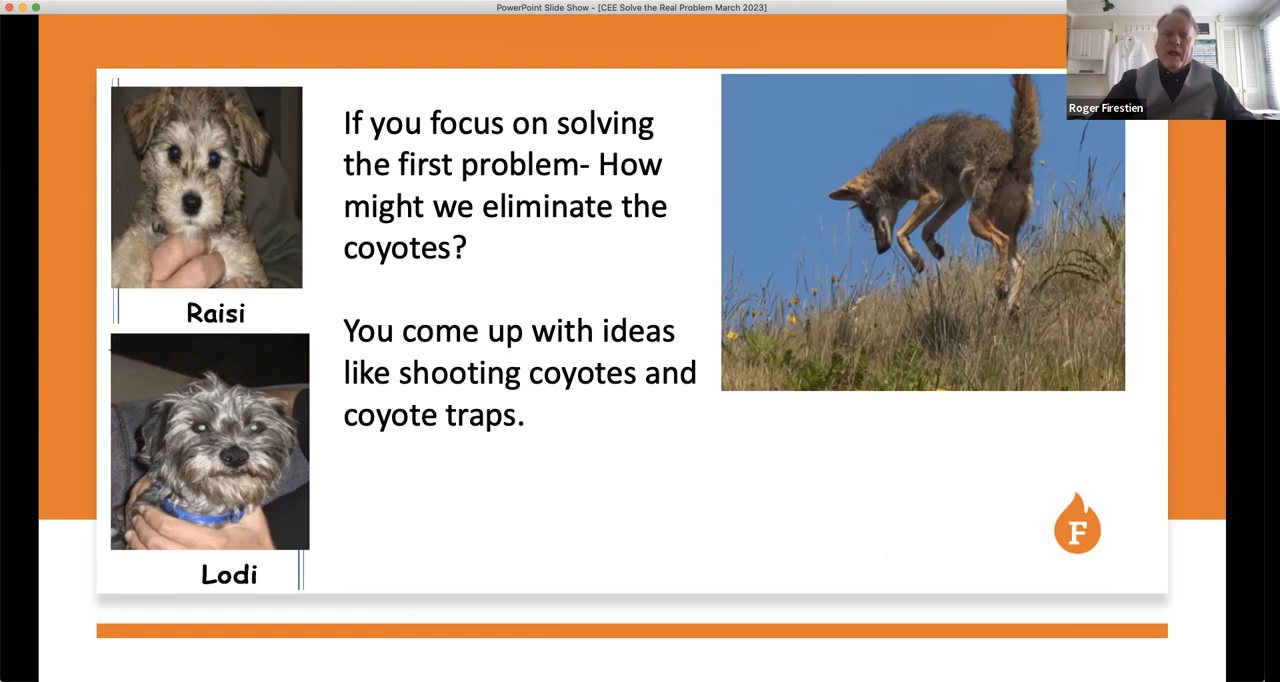 PowerPoint Slide Show - [CEE Solve the Real Problem March 2023]
Roger Firestien
If you focus on solving
the first problem- How
might we eliminate the
coyotes?
You come up with ideas
like shooting coyotes and
coyote traps.
Raisi
Lodi
F